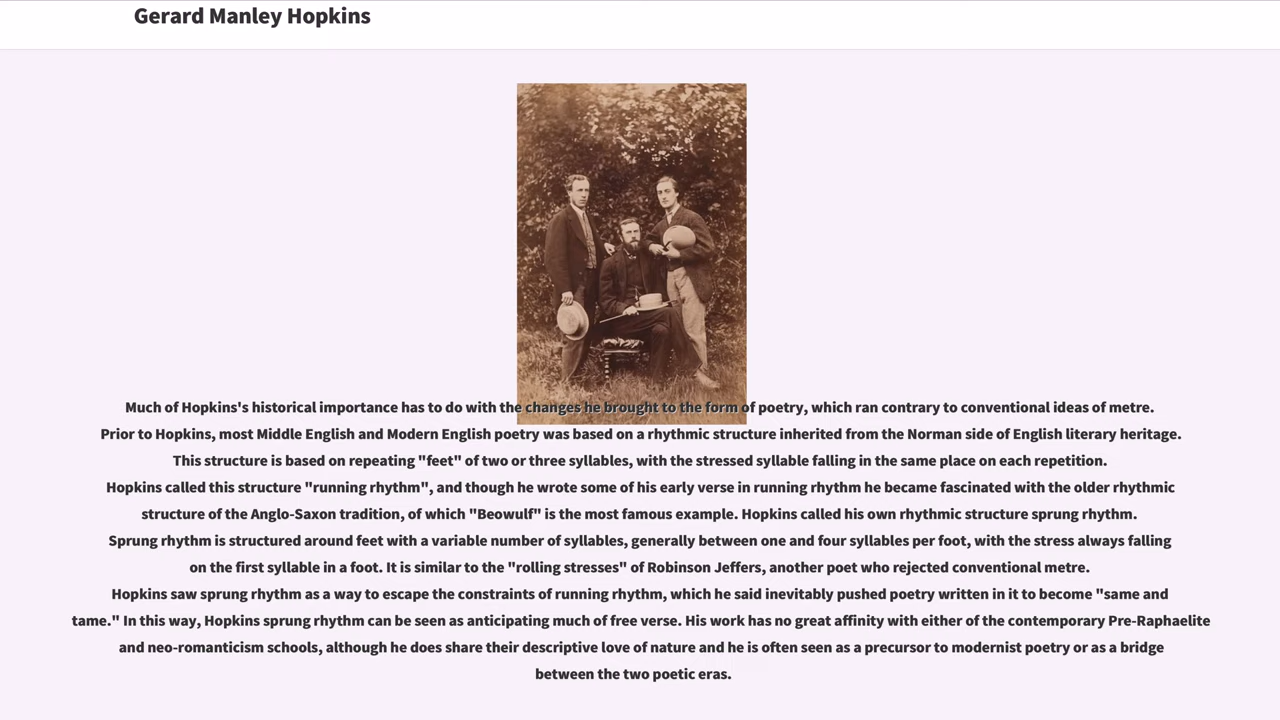 Gerard Manley Hopkins
Much of Hopkins's historical importance has to do with the changes he brought to the form of poetry, which ran contrary to conventional ideas of metre.
Prior to Hopkins, most Middle English and Modern English poetry was based on a rhythmic structure inherited from the Norman side of English literary heritage.
This structure is based on repeating "feet" of two or three syllables, with the stressed syllable falling in the same place on each repetition.
Hopkins called this structure "running rhythm", and though he wrote some of his early verse in running rhythm he became fascinated with the older rhythmic
structure of the Anglo-Saxon tradition, of which "Beowulf" is the most famous example. Hopkins called his own rhythmic structure sprung rhythm.
Sprung rhythm is structured around feet with a variable number of syllables, generally between one and four syllables per foot, with the stress always falling
on the first syllable in a foot. It is similar to the "rolling stresses" of Robinson Jeffers, another poet who rejected conventional metre.
Hopkins saw sprung rhythm as a way to escape the constraints of running rhythm, which he said inevitably pushed poetry written in it to become "same and
tame." In this way, Hopkins sprung rhythm can be seen as anticipating much of free verse. His work has no great affinity with either of the contemporary Pre-Raphaelite
and neo-romanticism schools, although he does share their descriptive love of nature and he is often seen as a precursor to modernist poetry or as a bridge
between the two poetic eras.